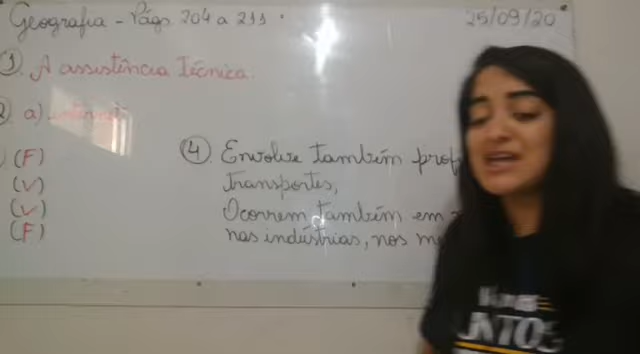 Geografia - Págs 204 a 211.
25/09/20
① A assistência Técnica.
② a)
(F)
(V)
(V)
(F)
④ Envolve também
transportes,
Ocorrem também em
nas indústrias, nos